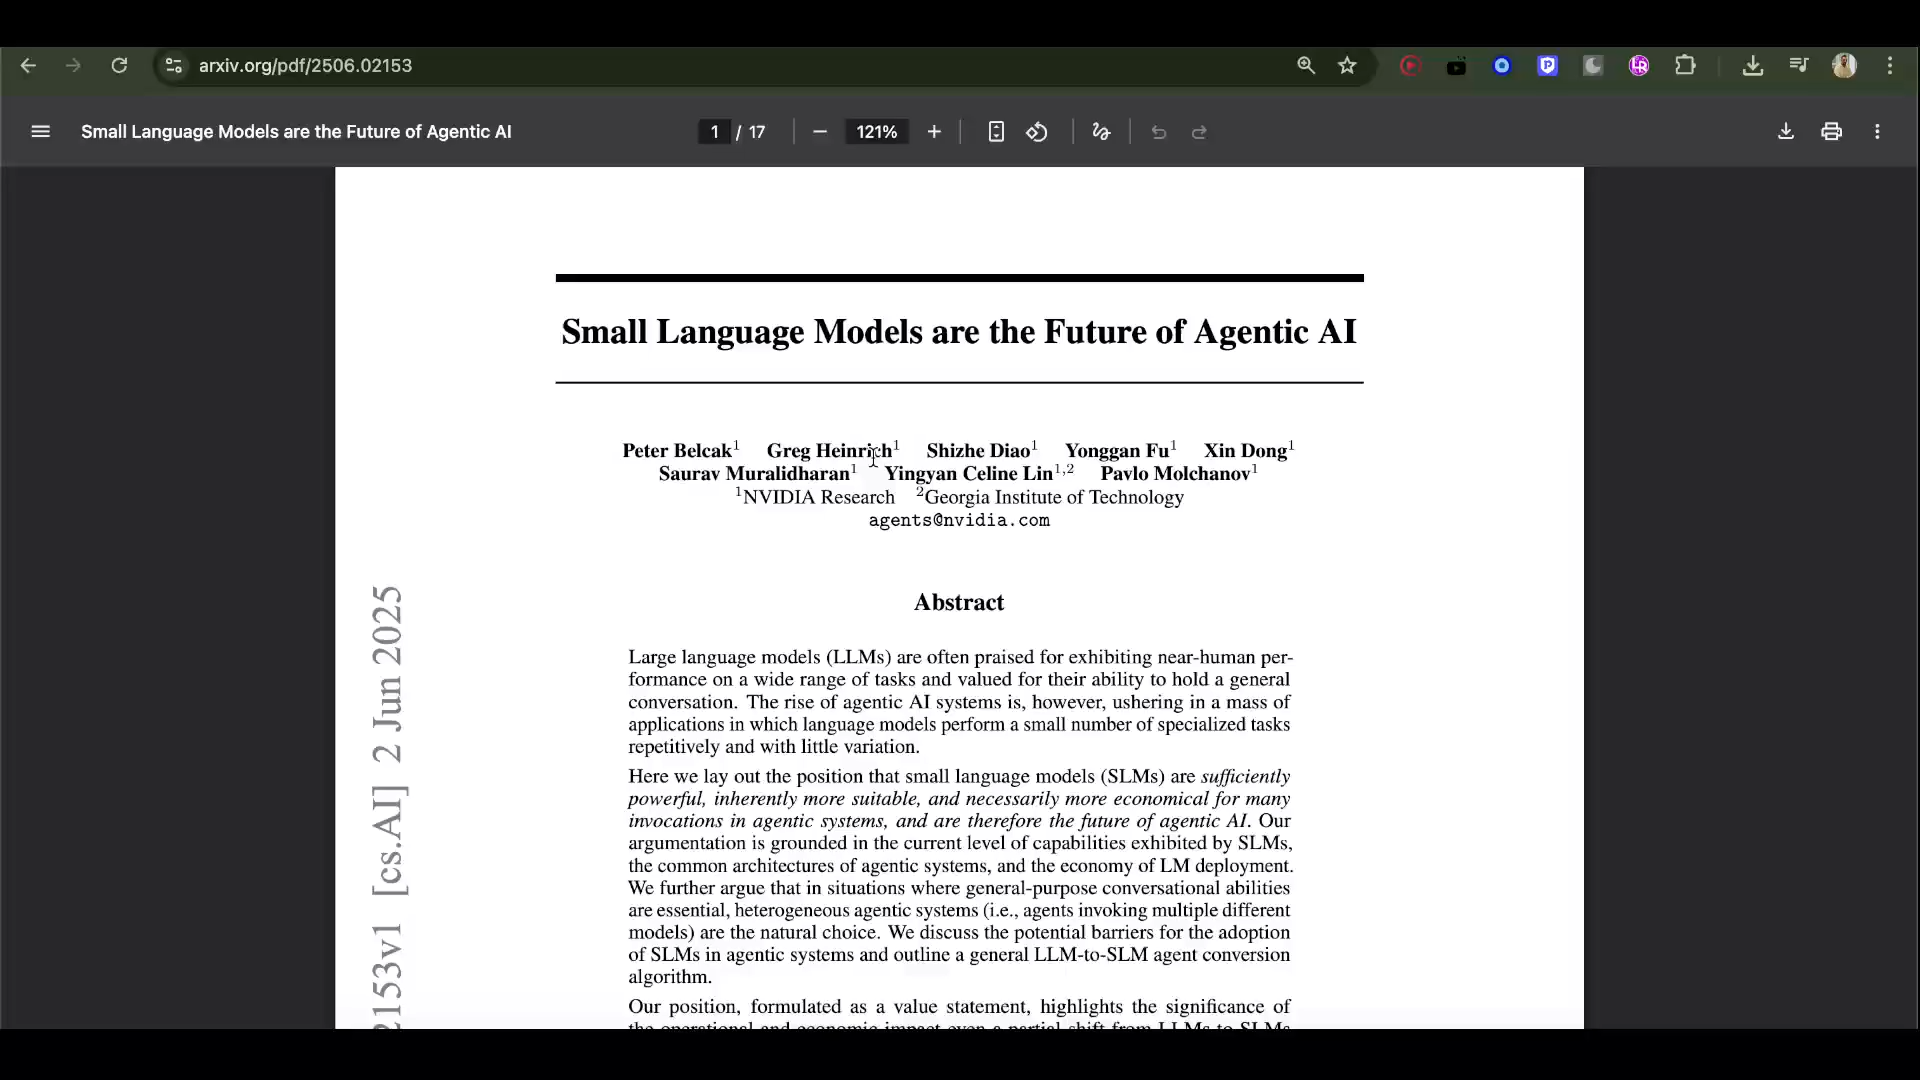 arxiv.org/pdf/2506.02153
Small Language Models are the Future of Agentic AI
1 / 17
121%
Small Language Models are the Future of Agentic AI
Peter Belcak1 Greg Heinrich1 Shizhe Diao1 Yonggan Fu1 Xin Dong1
Saurav Muralidharan1 Yingyan Celine Lin1,2 Pavlo Molchanov1
1NVIDIA Research 2Georgia Institute of Technology
agents@nvidia.com
Abstract
Large language models (LLMs) are often praised for exhibiting near-human per-
formance on a wide range of tasks and valued for their ability to hold a general
conversation. The rise of agentic AI systems is, however, ushering in a mass of
applications in which language models perform a small number of specialized tasks
repetitively and with little variation.
Here we lay out the position that small language models (SLMs) are sufficiently
powerful, inherently more suitable, and necessarily more economical for many
invocations in agentic systems, and are therefore the future of agentic AI. Our
argumentation is grounded in the current level of capabilities exhibited by SLMs,
the common architectures of agentic systems, and the economy of LM deployment.
We further argue that in situations where general-purpose conversational abilities
are essential, heterogeneous agentic systems (i.e., agents invoking multiple different
models) are the natural choice. We discuss the potential barriers for the adoption
of SLMs in agentic systems and outline a general LLM-to-SLM agent conversion
algorithm.
Our position, formulated as a value statement, highlights the significance of
the operational and economic impact even a partial shift from LLMs to SLMs
2153v1 [cs.AI] 2 Jun 2025